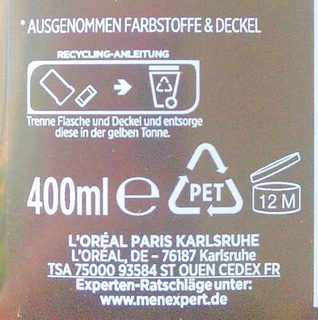 * AUSGENOMMEN FARBSTOFFE & DECKEL
RECYCLING-ANLEITUNG
Trenne Flasche und Deckel und entsorge
diese in der gelben Tonne.
400ml e PET 12 M
L'ORÉAL PARIS KARLSRUHE
L'ORÉAL, DE – 76187 Karlsruhe
TSA 75000 93584 ST OUEN CEDEX FR
Experten-Ratschläge unter:
www.menexpert.de